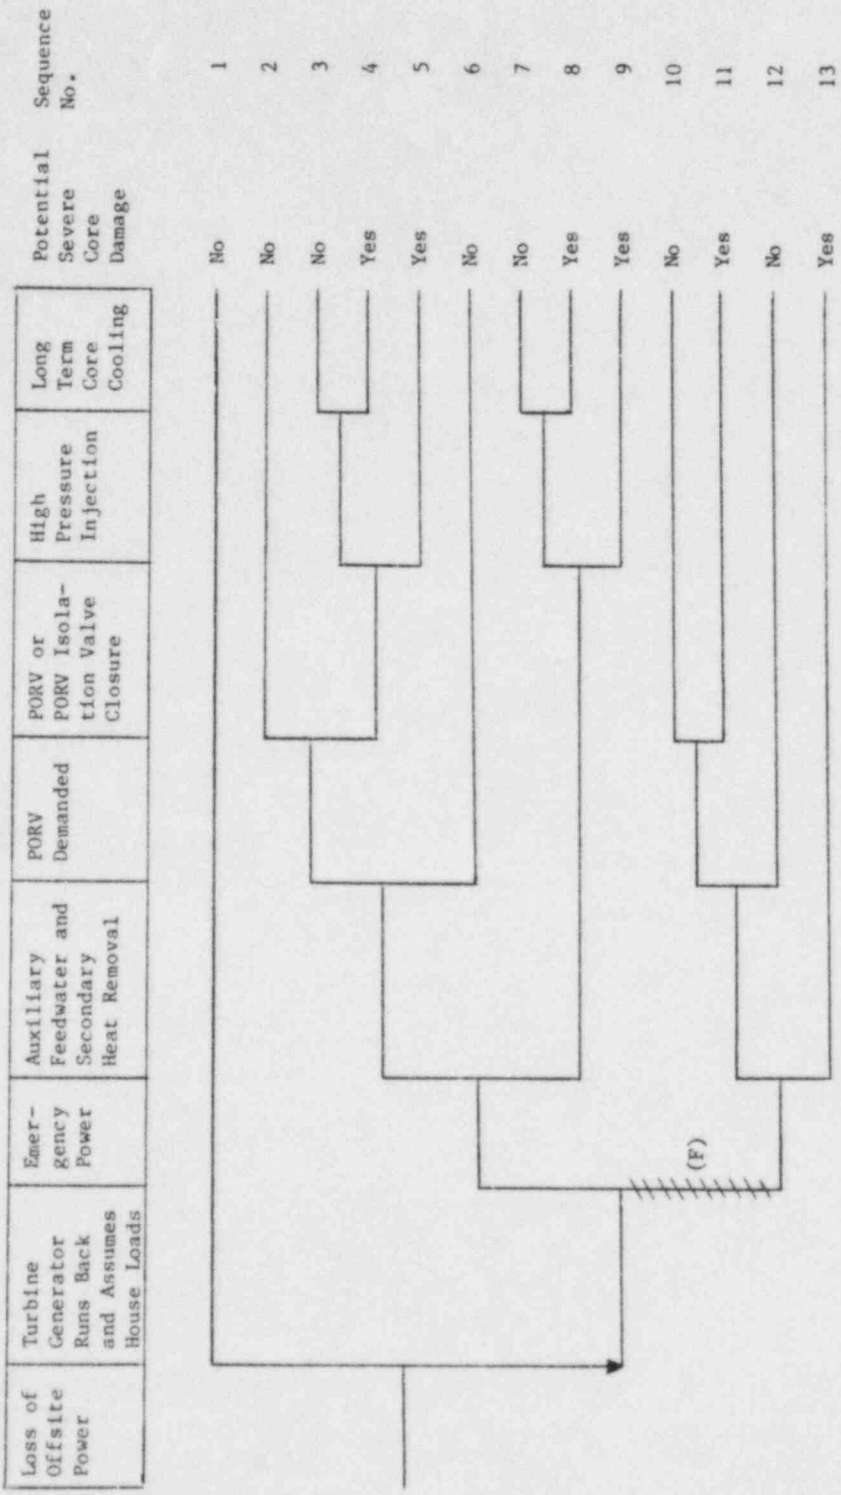 Loss of
Offsite
Power
Turbine
Generator
Runs Back
and Assumes
House Loads
Emer-
gency
Power
Auxiliary
Feedwater and
Secondary
Heat Removal
PORV
Demanded
PORV or
PORV Isola-
tion Valve
Closure
High
Pressure
Injection
Long
Term
Core
Cooling
Potential
Severe
Core
Damage
Sequence
No.
No 1
No 2
No 3
Yes 4
Yes 5
No 6
No 7
Yes 8
Yes 9
No 10
Yes 11
No 12
Yes 13
(F)